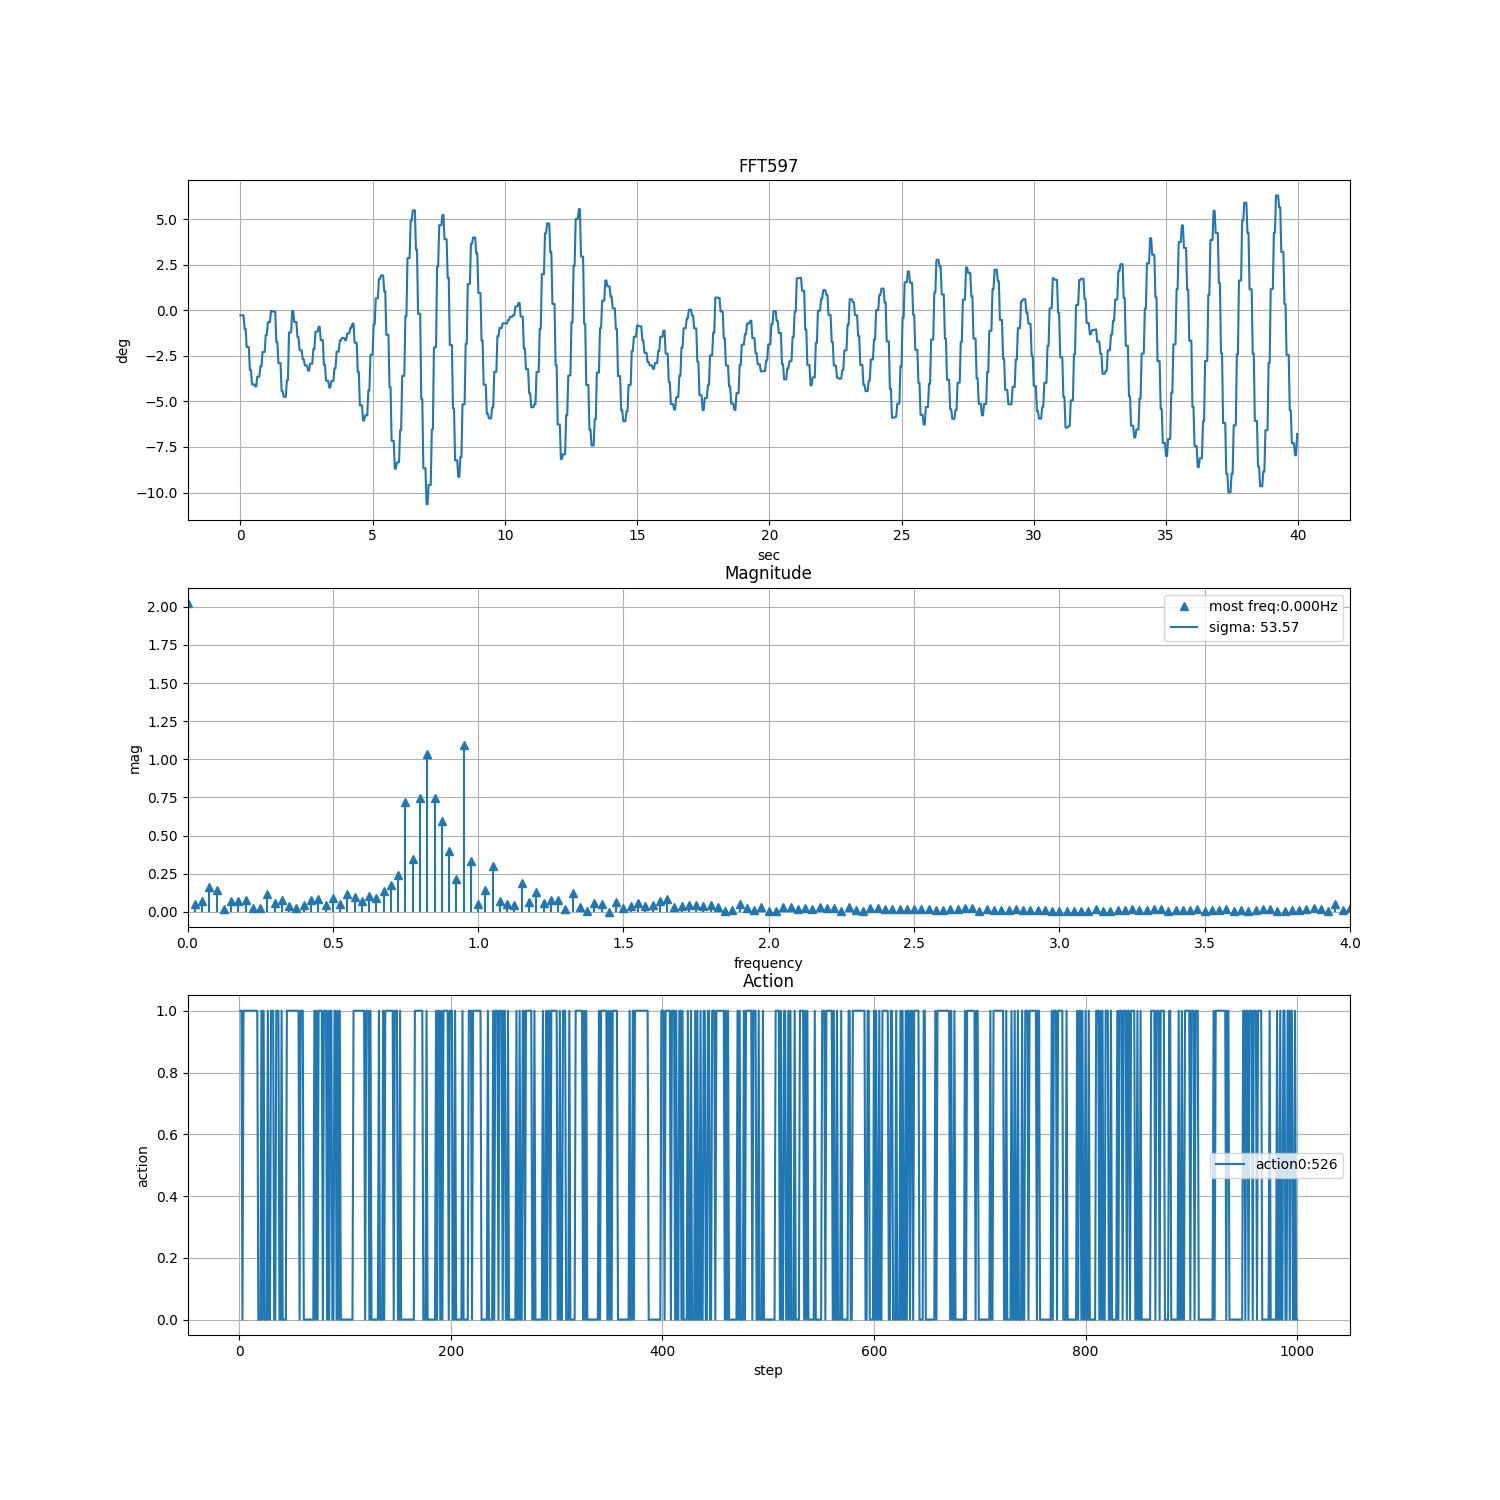 FFT597
5.0
2.5
0.0
−2.5
−5.0
−7.5
−10.0
deg
0 5 10 15 20 25 30 35 40
sec
Magnitude
2.00
1.75
1.50
1.25
1.00
0.75
0.50
0.25
0.00
mag
most freq:0.000Hz
sigma: 53.57
0.0 0.5 1.0 1.5 2.0 2.5 3.0 3.5 4.0
frequency
Action
1.0
0.8
0.6
0.4
0.2
0.0
action
action0:526
0 200 400 600 800 1000
step